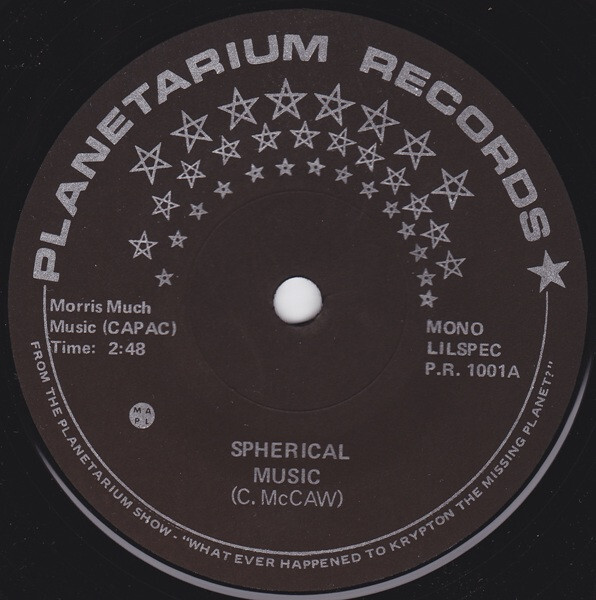 PLANETARIUM RECORDS
Morris Much
Music (CAPAC)
Time: 2:48
MONO
LILSPEC
P.R. 1001A
MA
PL
SPHERICAL
MUSIC
(C. McCAW)
FROM THE PLANETARIUM SHOW - "WHAT EVER HAPPENED TO KRYPTON THE MISSING PLANET?"